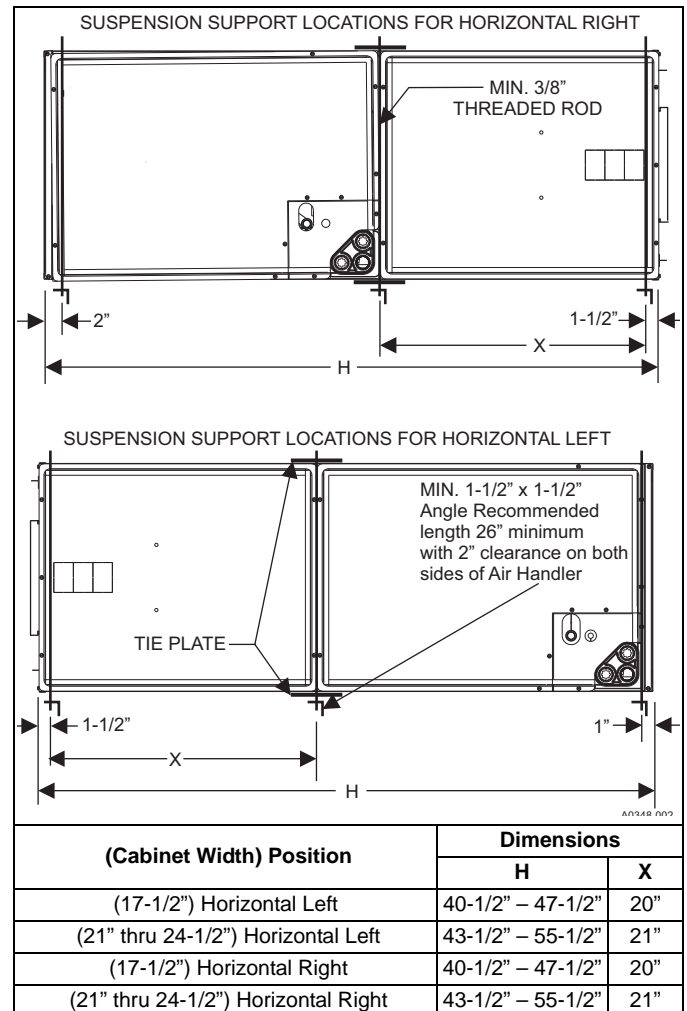 SUSPENSION SUPPORT LOCATIONS FOR HORIZONTAL RIGHT
MIN. 3/8”
THREADED ROD
2”
1-1/2”
X
H
SUSPENSION SUPPORT LOCATIONS FOR HORIZONTAL LEFT
MIN. 1-1/2” x 1-1/2”
Angle Recommended
length 26” minimum
with 2” clearance on both
sides of Air Handler
TIE PLATE
1-1/2”
1”
X
H
A0348.002
(Cabinet Width) Position Dimensions
H X
(17-1/2”) Horizontal Left 40-1/2” – 47-1/2” 20”
(21” thru 24-1/2”) Horizontal Left 43-1/2” – 55-1/2” 21”
(17-1/2”) Horizontal Right 40-1/2” – 47-1/2” 20”
(21” thru 24-1/2”) Horizontal Right 43-1/2” – 55-1/2” 21”